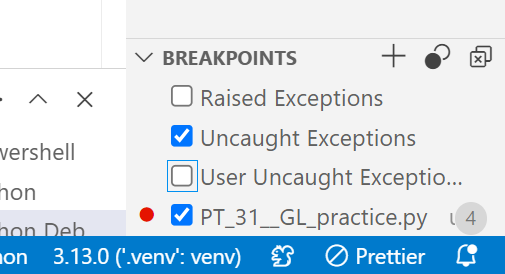 BREAKPOINTS
Raised Exceptions
Uncaught Exceptions
wershell
User Uncaught Exceptio...
hon
PT_31__GL_practice.py 4
hon Deb
hon 3.13.0 ('.venv': venv) Prettier